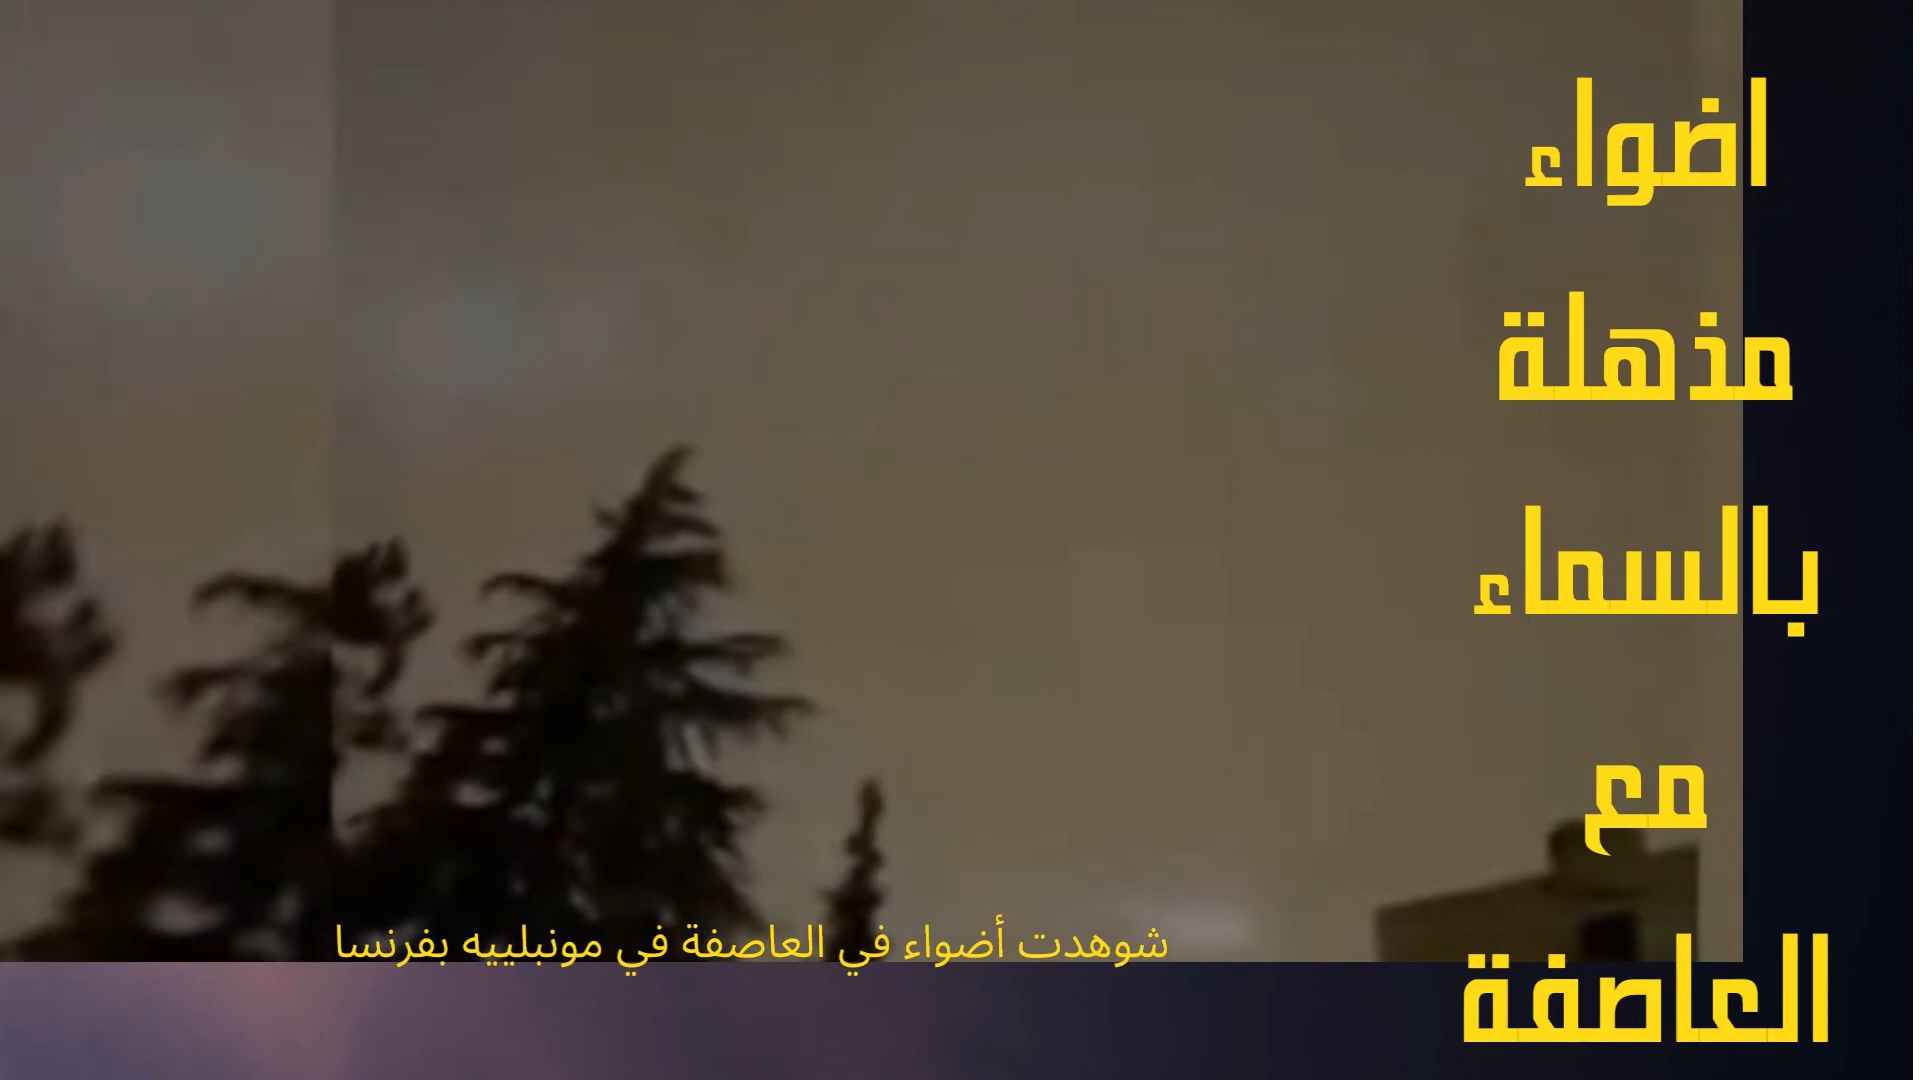 اضواء
مذهلة
بالسماء
مع
العاصفة
شوهدت أضواء في العاصفة في مونبلييه بفرنسا